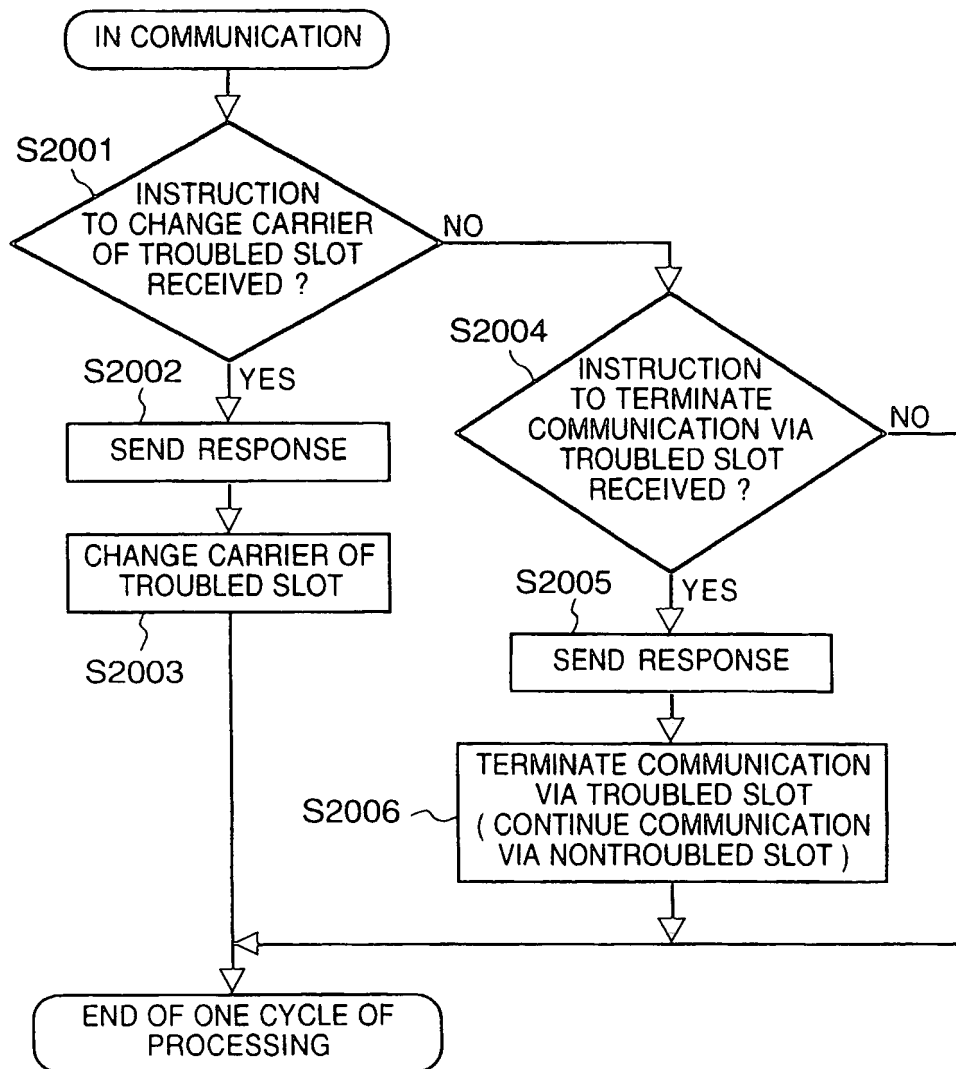 IN COMMUNICATION
S2001
INSTRUCTION
TO CHANGE CARRIER
OF TROUBLED SLOT
RECEIVED ?
NO
YES
S2002
SEND RESPONSE
CHANGE CARRIER OF
TROUBLED SLOT
S2003
S2004
INSTRUCTION
TO TERMINATE
COMMUNICATION VIA
TROUBLED SLOT
RECEIVED ?
NO
YES
S2005
SEND RESPONSE
TERMINATE COMMUNICATION
VIA TROUBLED SLOT
( CONTINUE COMMUNICATION
VIA NONTROUBLED SLOT )
S2006
END OF ONE CYCLE OF
PROCESSING